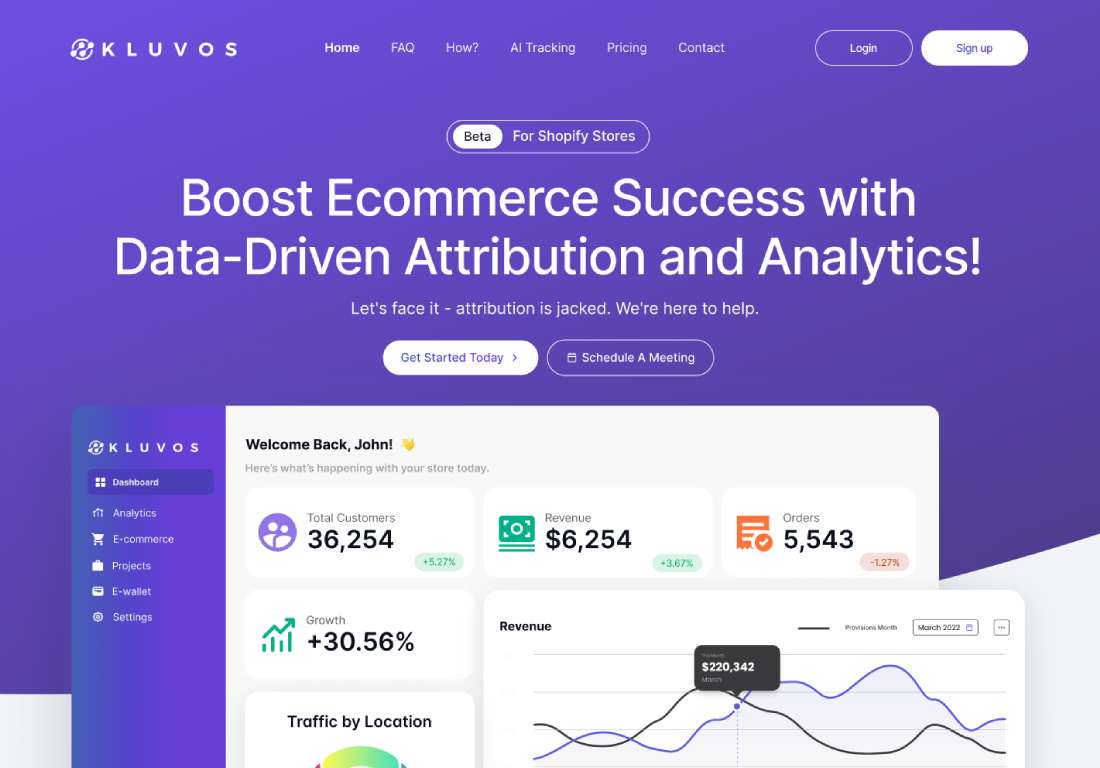 KLUVOS
Home FAQ How? AI Tracking Pricing Contact Login Sign up
Beta For Shopify Stores
Boost Ecommerce Success with
Data-Driven Attribution and Analytics!
Let's face it - attribution is jacked. We're here to help.
Get Started Today
Schedule A Meeting
KLUVOS
Dashboard
Analytics
E-commerce
Projects
E-wallet
Settings
Welcome Back, John!
Here's what's happening with your store today.
Total Customers
36,254
+5.27%
Revenue
$6,254
+3.67%
Orders
5,543
-1.27%
Growth
+30.56%
Revenue
Provisions Month
March 2022
$220,342
March
Traffic by Location